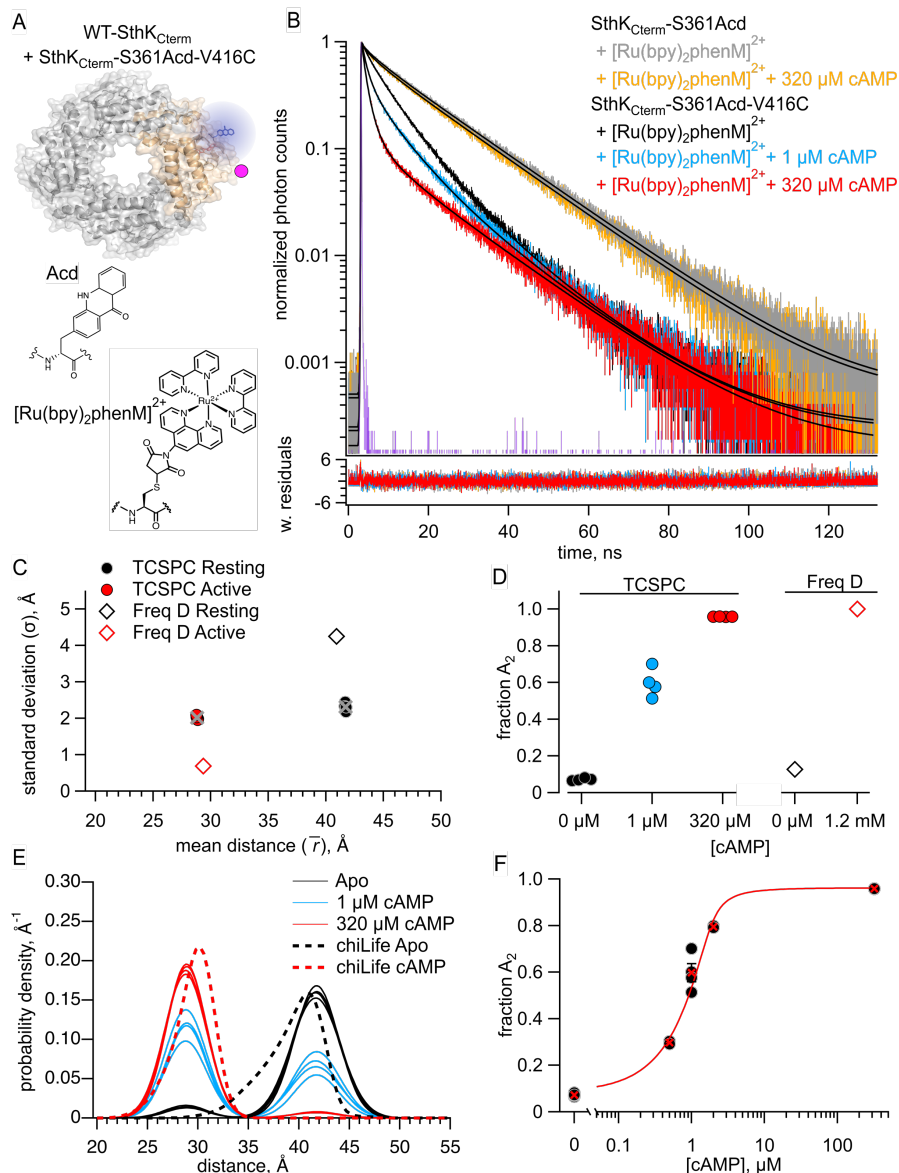 A
WT-SthKCterm
+ SthKCterm-S361Acd-V416C
Acd
HN
O
N
H
O
[Ru(bpy)2phenM]2+
N
N
N
N
Ru2+
N
N
O
N
O
S
N
H
O
B
SthKCterm-S361Acd
+ [Ru(bpy)2phenM]2+
+ [Ru(bpy)2phenM]2+ + 320 µM cAMP
SthKCterm-S361Acd-V416C
+ [Ru(bpy)2phenM]2+
+ [Ru(bpy)2phenM]2+ + 1 µM cAMP
+ [Ru(bpy)2phenM]2+ + 320 µM cAMP
normalized photon counts
1
0.1
0.01
0.001
w. residuals
6
-6
0 20 40 60 80 100 120
time, ns
C
TCSPC Resting
TCSPC Active
Freq D Resting
Freq D Active
standard deviation (σ), Å
5
4
3
2
1
0
20 25 30 35 40 45 50
mean distance (r̅), Å
D
TCSPC
Freq D
fraction A2
1.0
0.8
0.6
0.4
0.2
0
0 µM 1 µM 320 µM 0 µM 1.2 mM
[cAMP]
E
Apo
1 µM cAMP
320 µM cAMP
chiLife Apo
chiLife cAMP
probability density, Å-1
0.30
0.25
0.20
0.15
0.10
0.05
0
20 25 30 35 40 45 50 55
distance, Å
F
fraction A2
1.0
0.8
0.6
0.4
0.2
0
0 0.1 1 10 100
[cAMP], µM